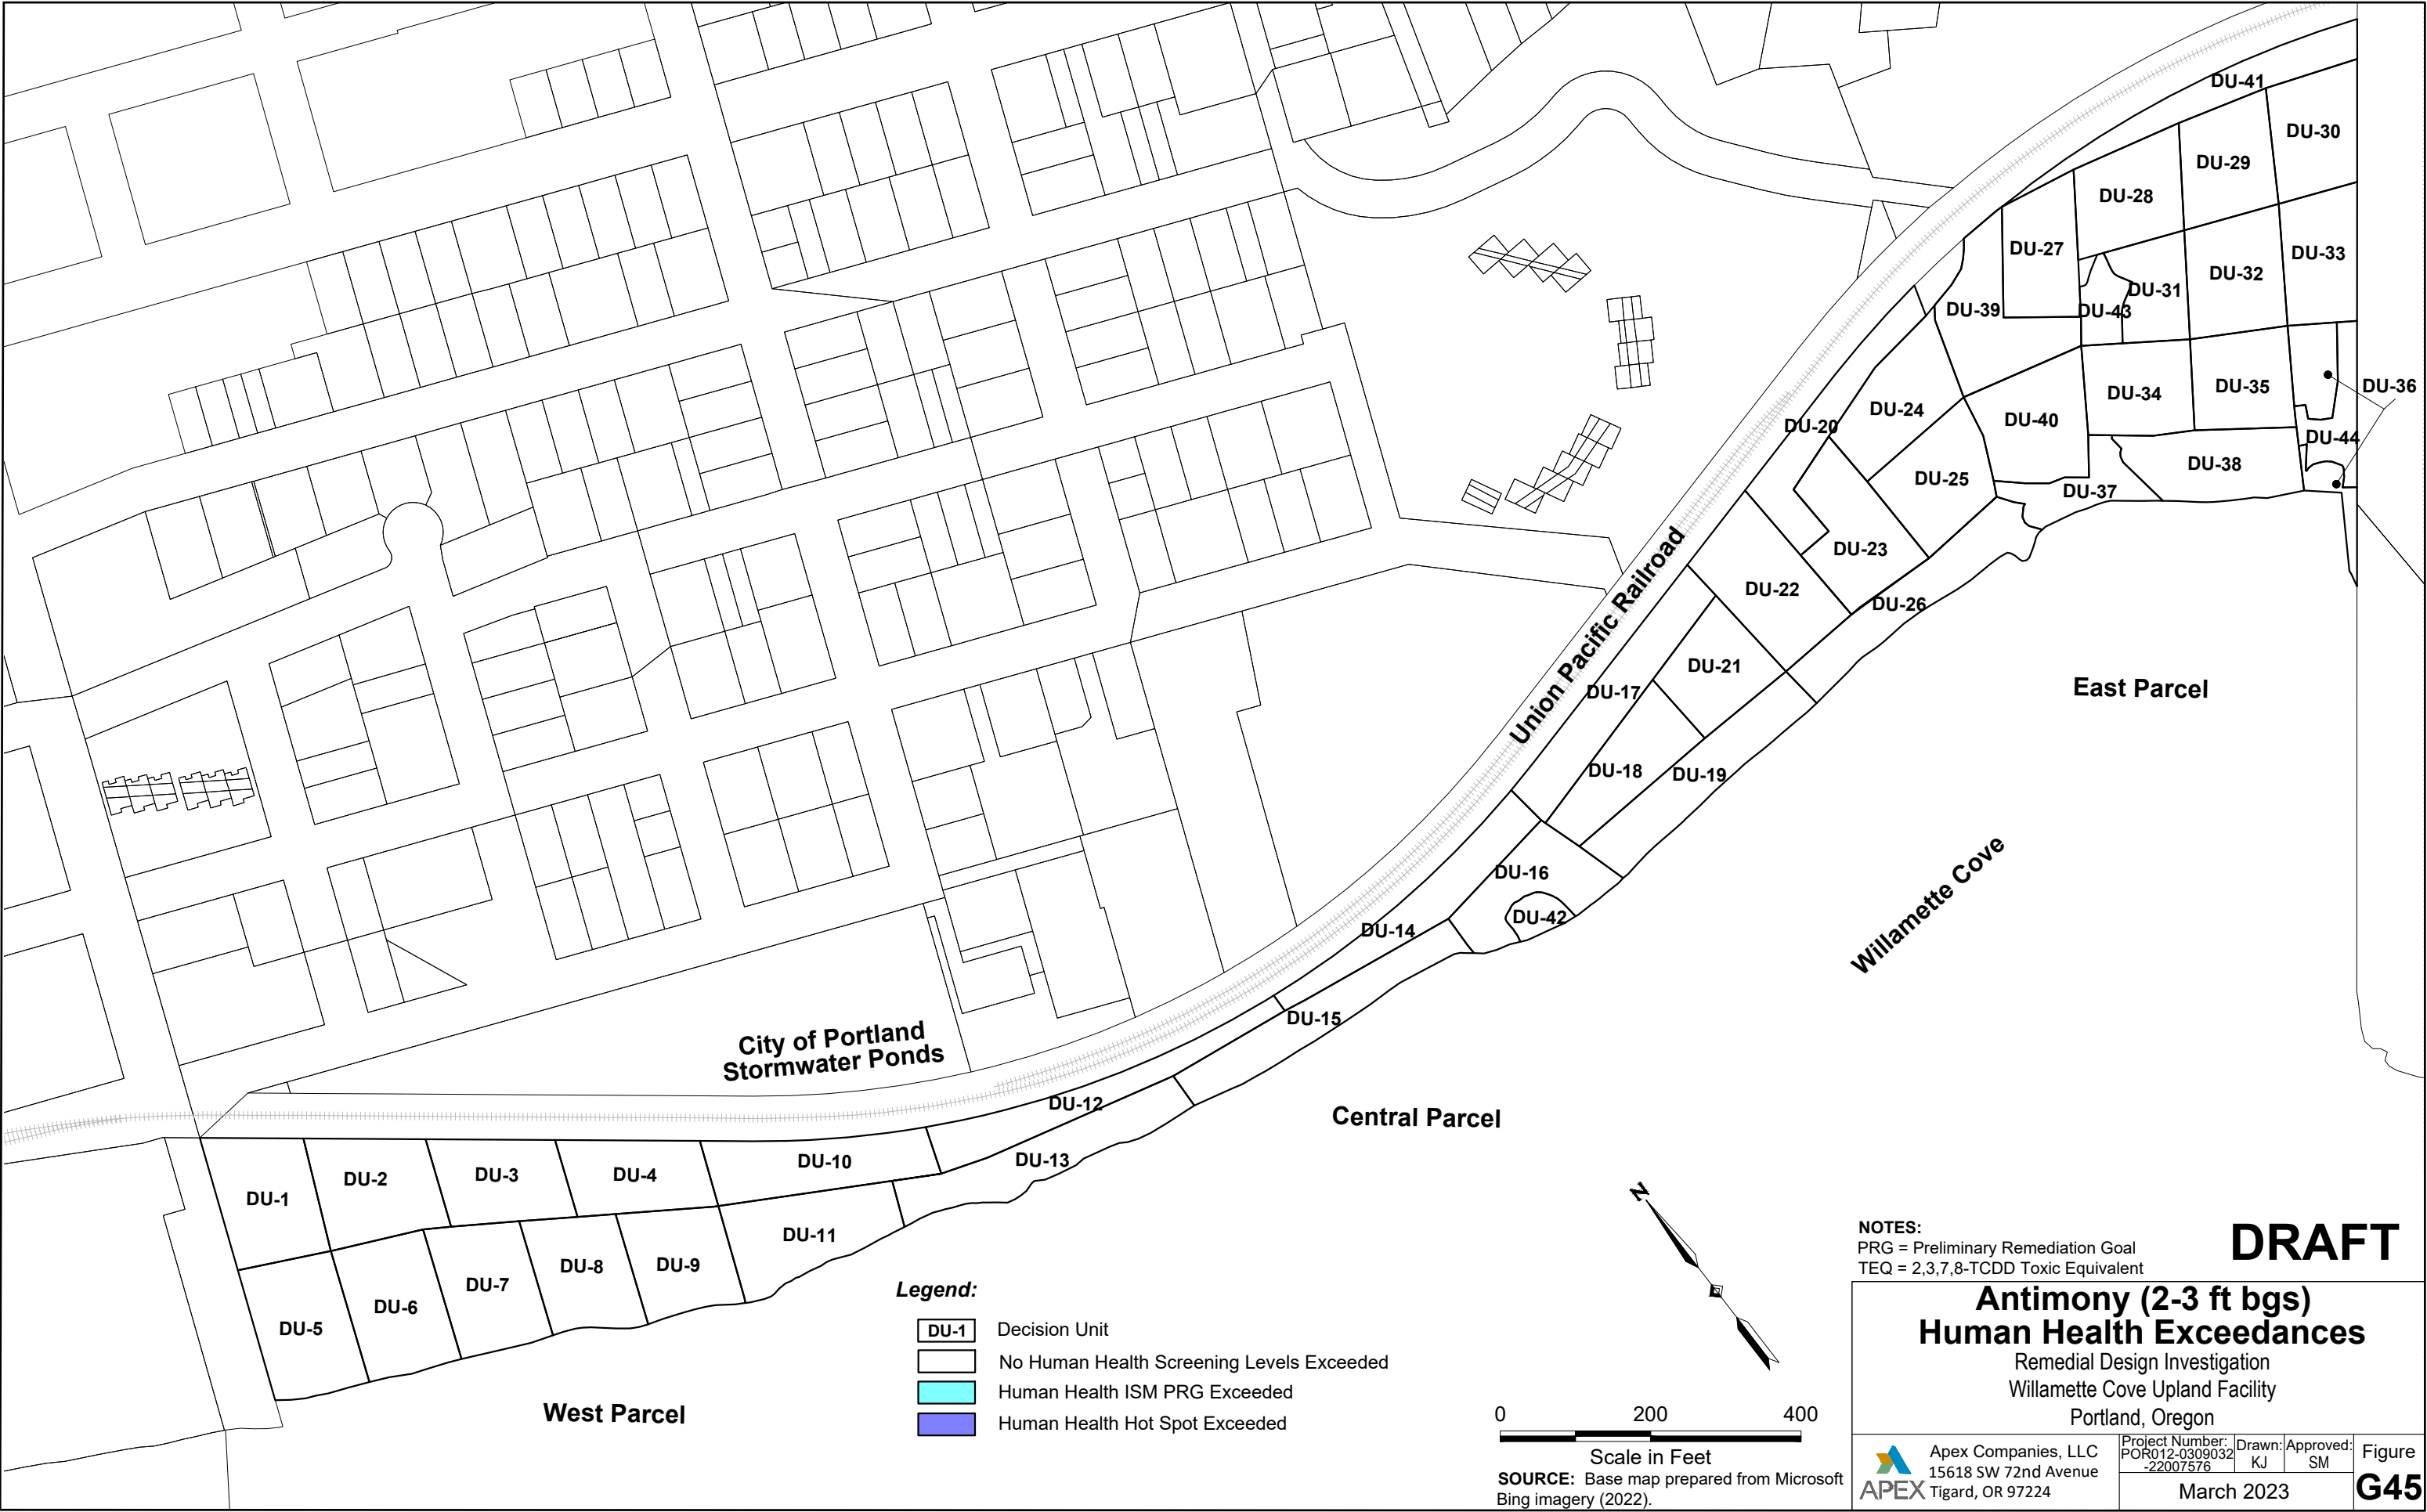 DU-41
DU-30
DU-29
DU-28
DU-27
DU-33
DU-32
DU-31
DU-43
DU-39
DU-36
DU-35
DU-34
DU-24
DU-40
DU-20
DU-44
DU-38
DU-25
DU-37
DU-23
DU-22
DU-26
Union Pacific Railroad
DU-21
DU-17
East Parcel
DU-18
DU-19
DU-16
Willamette Cove
DU-42
DU-14
DU-15
City of Portland
Stormwater Ponds
DU-12
Central Parcel
DU-13
DU-10
DU-4
DU-3
DU-2
DU-1
DU-11
DU-9
DU-8
DU-7
DU-6
DU-5
West Parcel
N
Legend:
DU-1 Decision Unit
No Human Health Screening Levels Exceeded
Human Health ISM PRG Exceeded
Human Health Hot Spot Exceeded
0 200 400
Scale in Feet
SOURCE: Base map prepared from Microsoft
Bing imagery (2022).
NOTES:
PRG = Preliminary Remediation Goal
TEQ = 2,3,7,8-TCDD Toxic Equivalent
DRAFT
Antimony (2-3 ft bgs)
Human Health Exceedances
Remedial Design Investigation
Willamette Cove Upland Facility
Portland, Oregon
APEX
Apex Companies, LLC
15618 SW 72nd Avenue
Tigard, OR 97224
Project Number:
POR012-0309032
-22007576
Drawn:
KJ
Approved:
SM
March 2023
Figure
G45